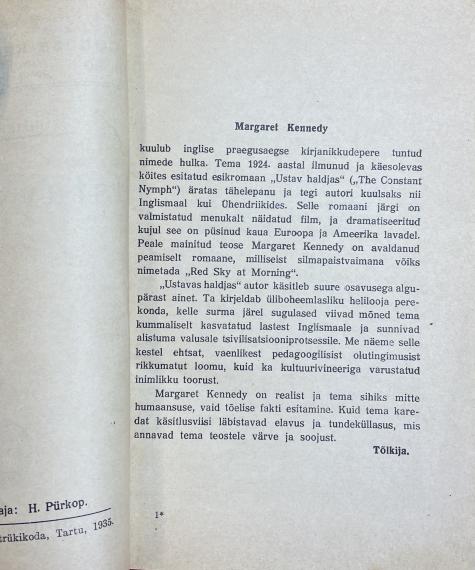 Margaret Kennedy
kuulub inglise praegusaegse kirjanikkudepere tuntud
nimede hulka. Tema 1924. aastal ilmunud ja käesolevas
köites esitatud esikromaan „Ustav haldjas“ („The Constant
Nymph“) äratas tähelepanu ja tegi autori kuulsaks nii
Inglismaal kui Ühendriikides. Selle romaani järgi on
valmistatud menukalt näidatud film, ja dramatiseeritud
kujul see on püsinud kaua Euroopa ja Ameerika lavadel.
Peale mainitud teose Margaret Kennedy on avaldanud
peamiselt romaane, milliseist silmapaistvaimana võiks
nimetada „Red Sky at Morning“.
„Ustavas haldjas“ autor käsitleb suure osavusega algu-
pärast ainet. Ta kirjeldab üliboheemlasliku helilooja pere-
konda, kelle surma järel sugulased viivad mõned tema
kummaliselt kasvatatud lastest Inglismaale ja sunnivad
alistuma valusale tsivilisatsiooniprotsessile. Me näeme selle
kestel ehtsat, vaenlikest pedagoogilisist olutingimusist
rikkumatut loomu, kuid ka kultuurivineeriga varustatud
inimlikku toorust.
Margaret Kennedy on realist ja tema sihiks mitte
humaansuse, vaid tõelise fakti esitamine. Kuid tema kare-
dat käsitlusviisi läbistavad elavus ja tundeküllasus, mis
annavad tema teostele värve ja soojust.
Tõlkija.
1*
aja: H. Pürkop.
trükikoda, Tartu, 1935.